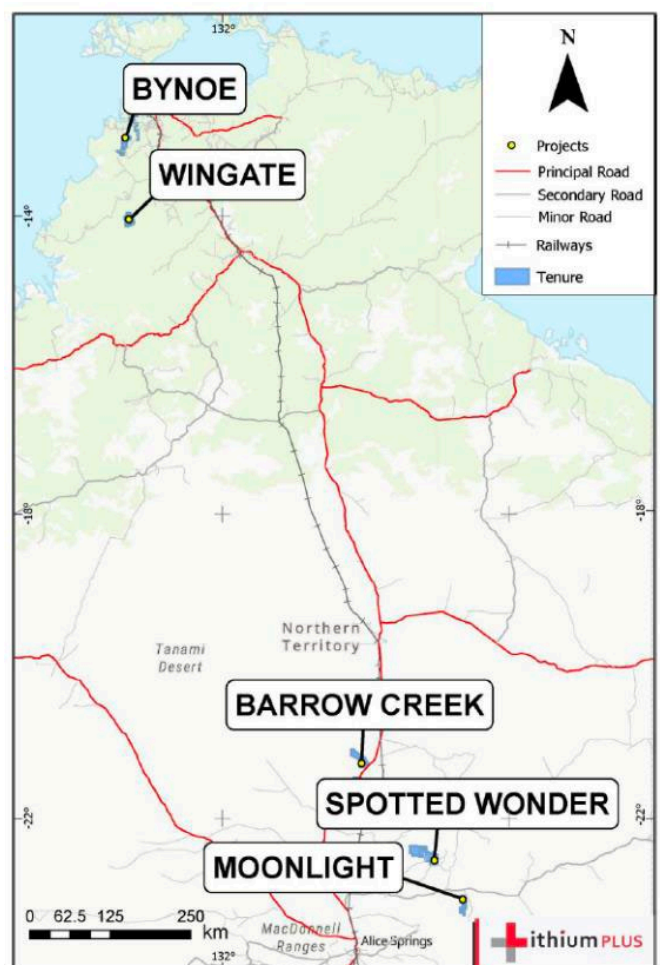 132°
N
BYNOE
WINGATE
Projects
Principal Road
Secondary Road
Minor Road
Railways
Tenure
-14°
-18°
-18°
Northern
Territory
Tanami
Desert
BARROW CREEK
SPOTTED WONDER
-22°
-22°
MOONLIGHT
0 62.5 125 250
km
MacDonnell
Ranges
Alice Springs
132°
Lithium PLUS